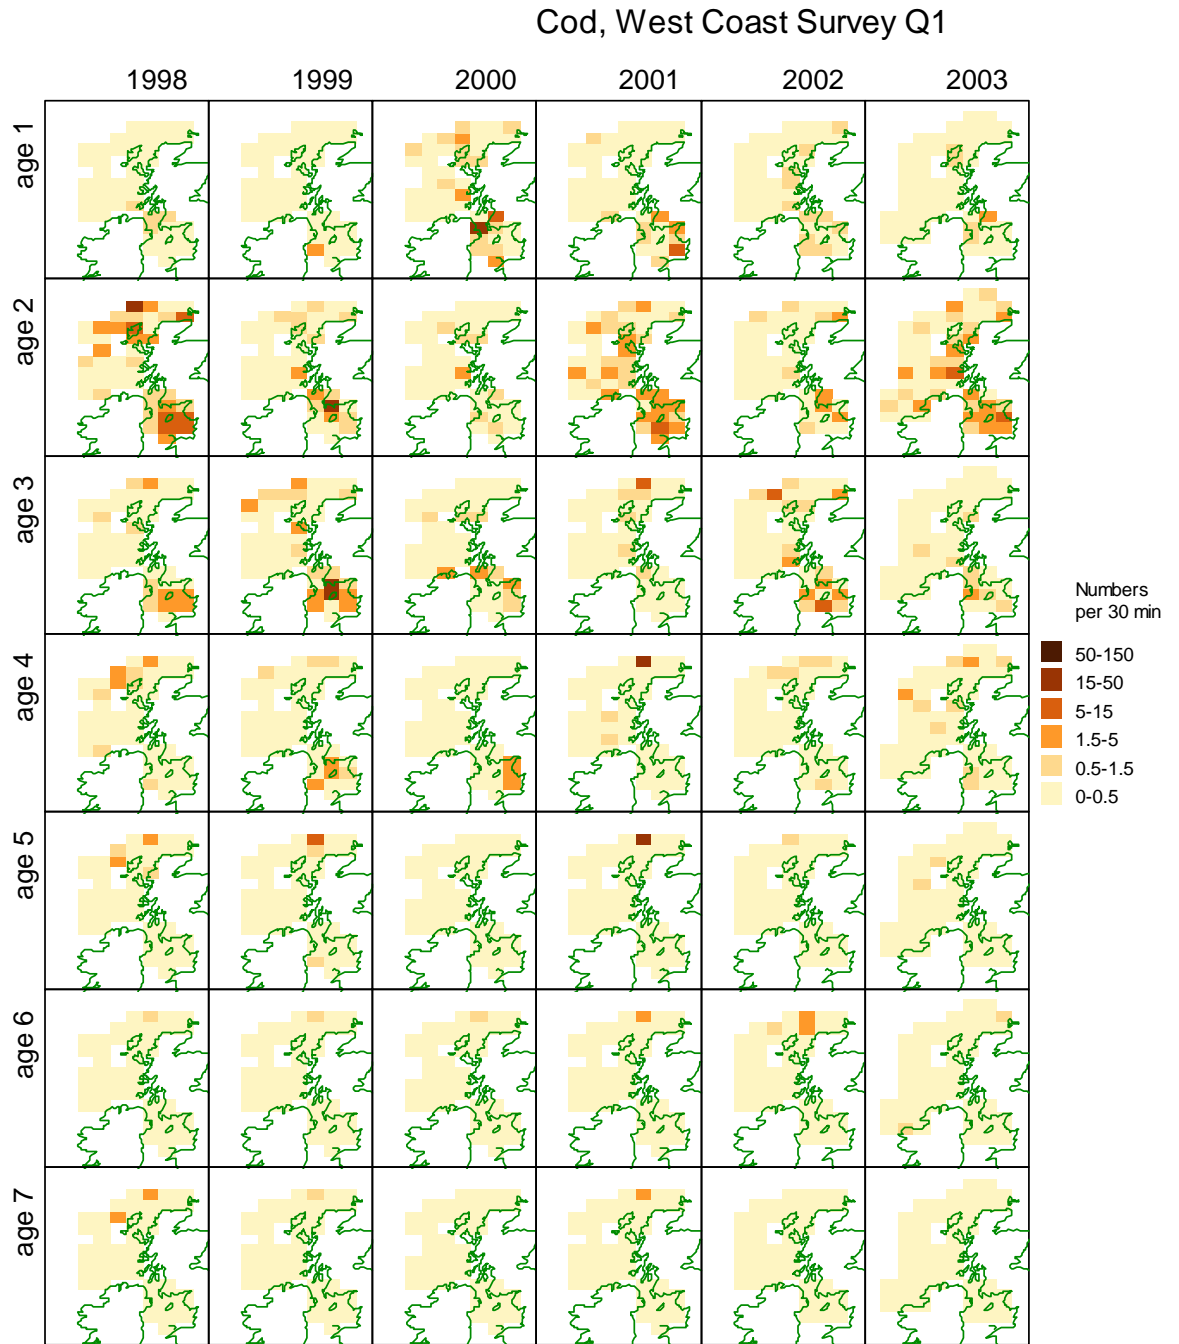 Cod, West Coast Survey Q1
1998 1999 2000 2001 2002 2003
age 1
age 2
age 3
age 4
age 5
age 6
age 7
Numbers
per 30 min
50-150
15-50
5-15
1.5-5
0.5-1.5
0-0.5